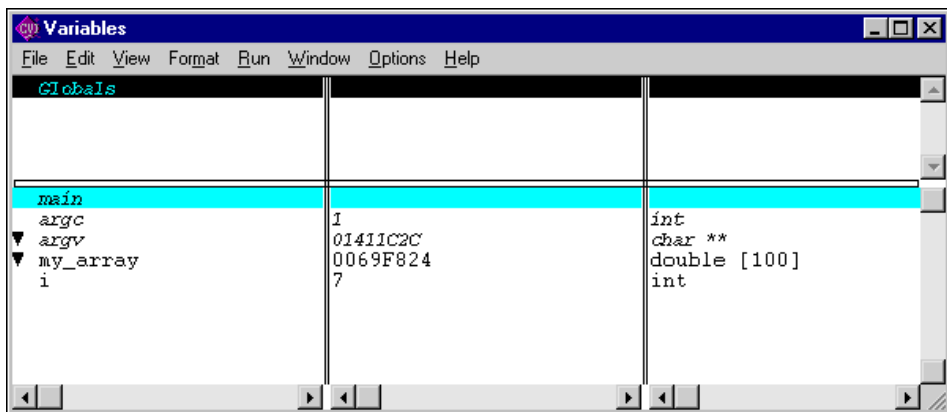 cvi Variables
File Edit View Format Run Window Options Help
Globals
main
argc 1 int
argv 01411C2C char **
my_array 0069F824 double [100]
i 7 int